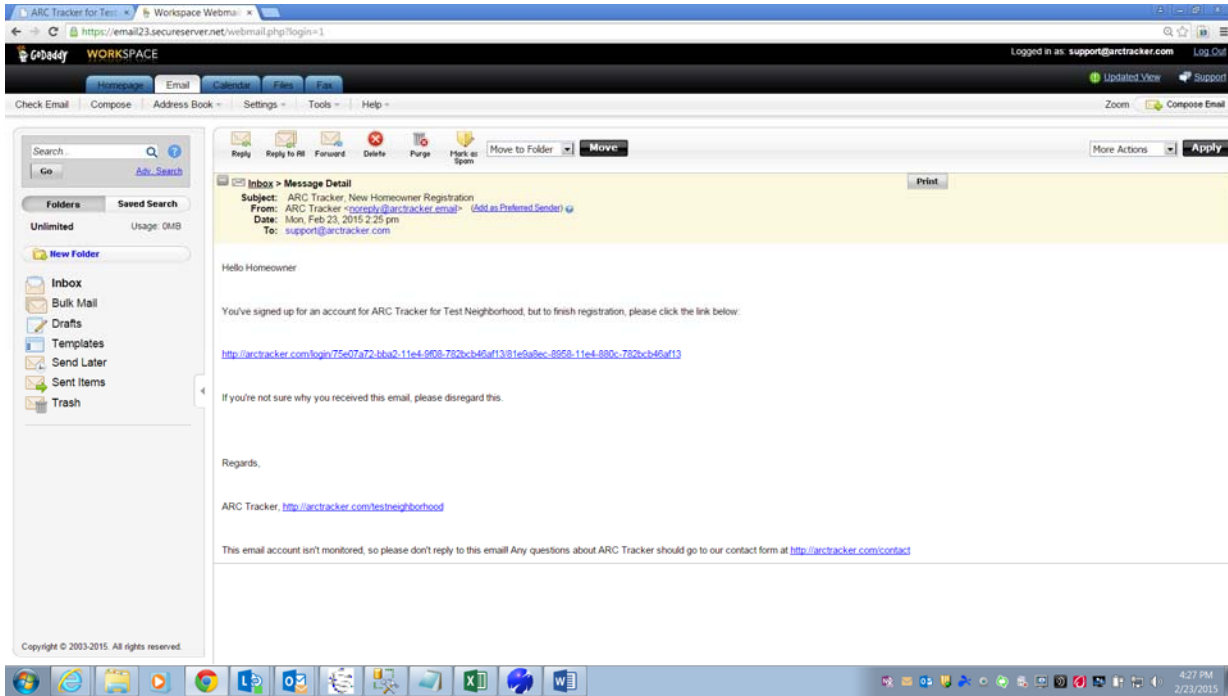 ARC Tracker for Test
Workspace Webmai
https://email23.secureserver.net/webmail.php?login=1
GoDaddy WORKSPACE
Logged in as: support@arctracker.com Log Out
Homepage Email Calendar Files Fax
Updated View Support
Check Email Compose Address Book Settings Tools Help
Zoom Compose Email
Search
Go Adv. Search
Reply Reply to All Forward Delete Purge Mark as Spam Move to Folder Move
More Actions Apply
Folders Saved Search
Unlimited Usage: 0MB
New Folder
Inbox
Bulk Mail
Drafts
Templates
Send Later
Sent Items
Trash
Inbox > Message Detail
Print
Subject: ARC Tracker, New Homeowner Registration
From: ARC Tracker <noreply@arctracker.email> (Add as Preferred Sender)
Date: Mon, Feb 23, 2015 2:25 pm
To: support@arctracker.com
Hello Homeowner
You've signed up for an account for ARC Tracker for Test Neighborhood, but to finish registration, please click the link below:
http://arctracker.com/login/75e07a72-bba2-11e4-9f08-782bcb46af13/81e9a8ec-8958-11e4-880c-782bcb46af13
If you're not sure why you received this email, please disregard this.
Regards,
ARC Tracker, http://arctracker.com/testneighborhood
This email account isn't monitored, so please don't reply to this email! Any questions about ARC Tracker should go to our contact form at http://arctracker.com/contact
Copyright © 2003-2015. All rights reserved.
4:27 PM
2/23/2015